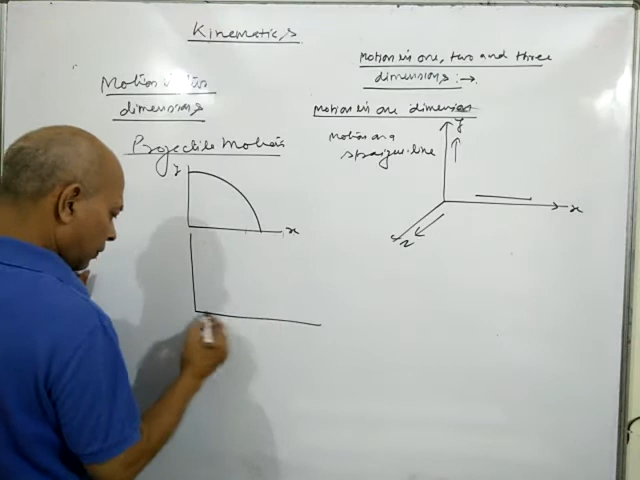 Kinematics
Motion in one, two and three
dimensions :→
Motion in two
dimensions
Projectile Motion
y
x
Motion in one dimension
Motion on a
straight line
y
x
z